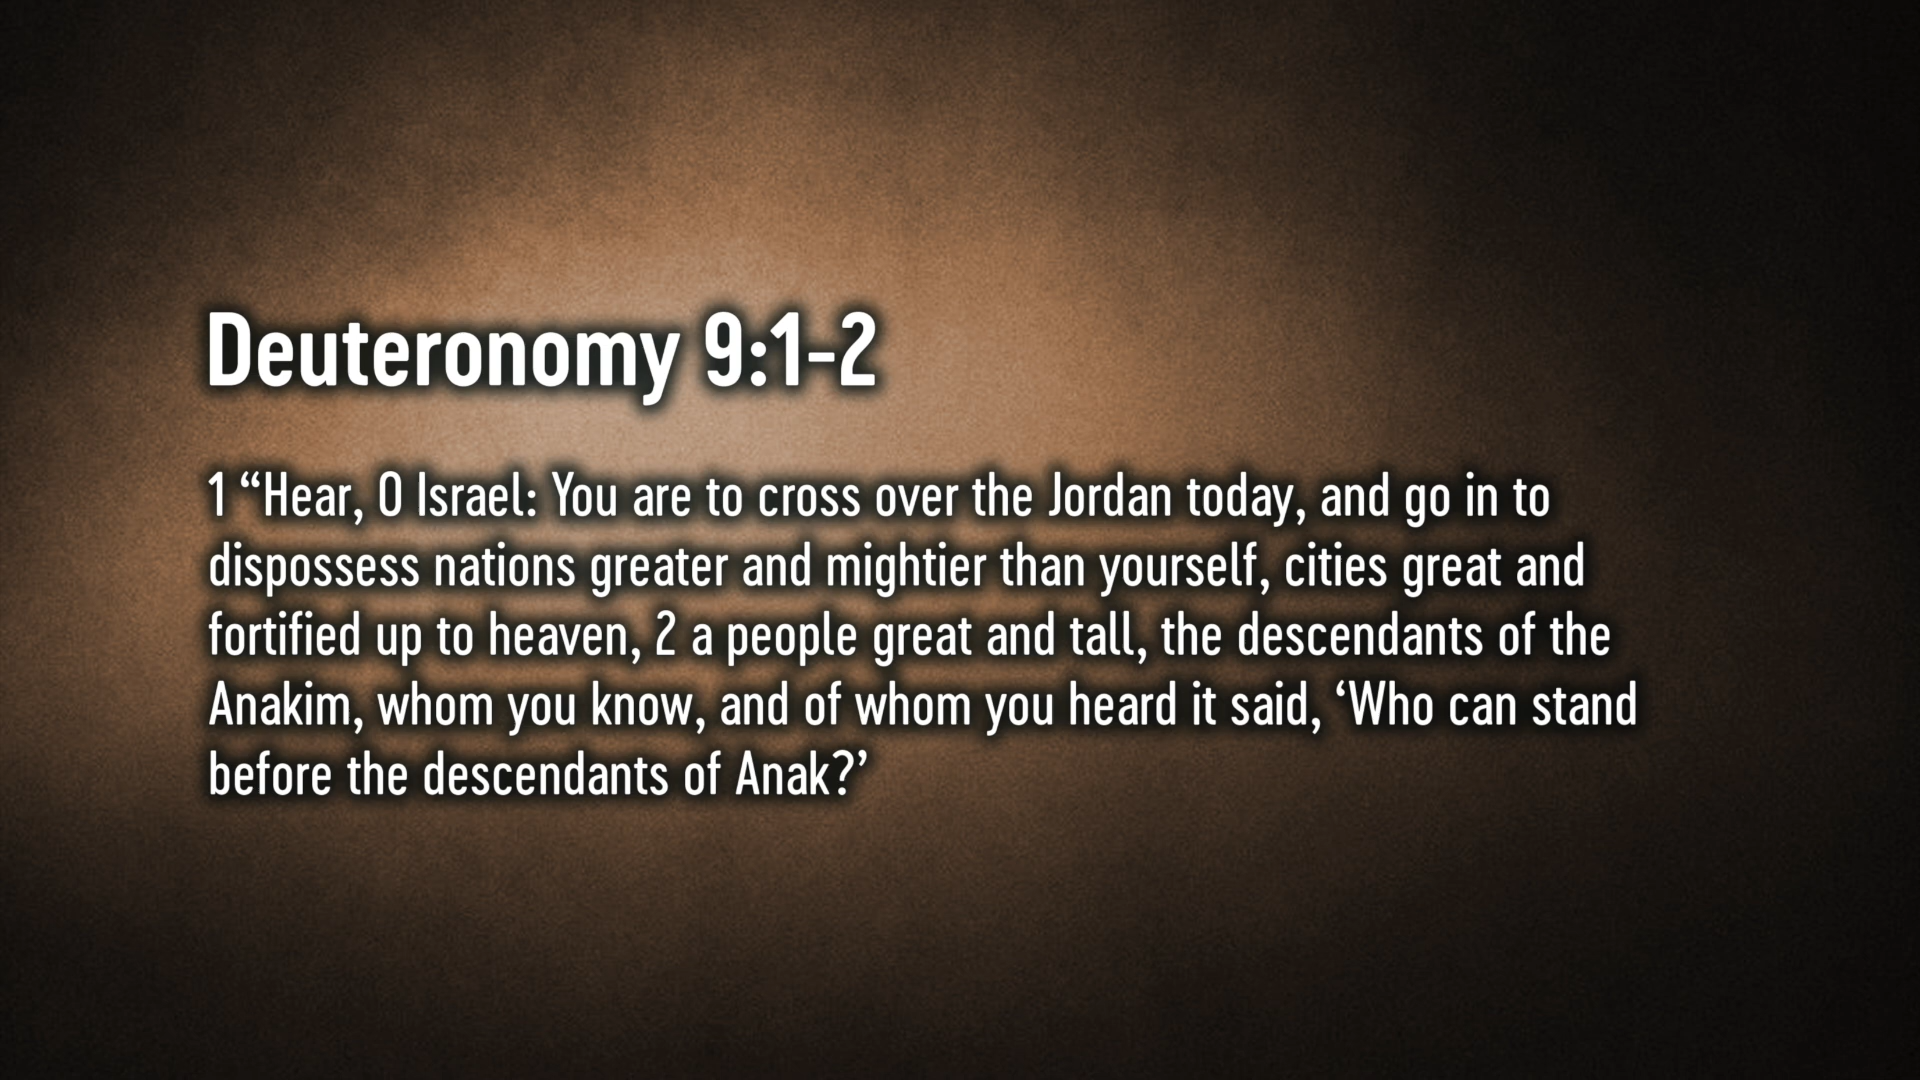 Deuteronomy 9:1-2
1 “Hear, O Israel: You are to cross over the Jordan today, and go in to
dispossess nations greater and mightier than yourself, cities great and
fortified up to heaven, 2 a people great and tall, the descendants of the
Anakim, whom you know, and of whom you heard it said, ‘Who can stand
before the descendants of Anak?’